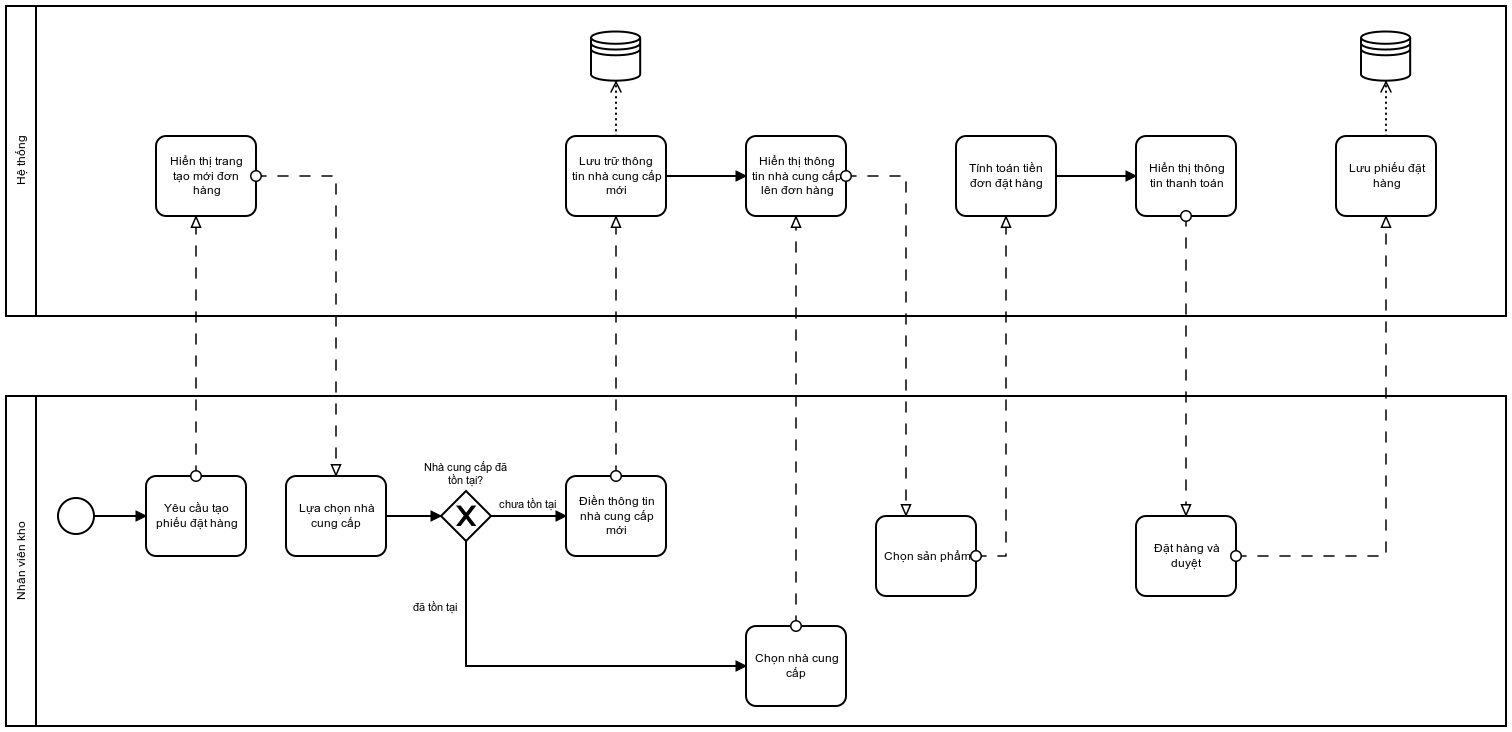 Hệ thống
Hiển thị trang
tạo mới đơn
hàng
Lưu trữ thông
tin nhà cung cấp
mới
Hiển thị thông
tin nhà cung cấp
lên đơn hàng
Tính toán tiền
đơn đặt hàng
Hiển thị thông
tin thanh toán
Lưu phiếu đặt
hàng
Nhân viên kho
Yêu cầu tạo
phiếu đặt hàng
Lựa chọn nhà
cung cấp
Nhà cung cấp đã
tồn tại?
chưa tồn tại
Điền thông tin
nhà cung cấp
mới
đã tồn tại
Chọn nhà cung
cấp
Chọn sản phẩm
Đặt hàng và
duyệt